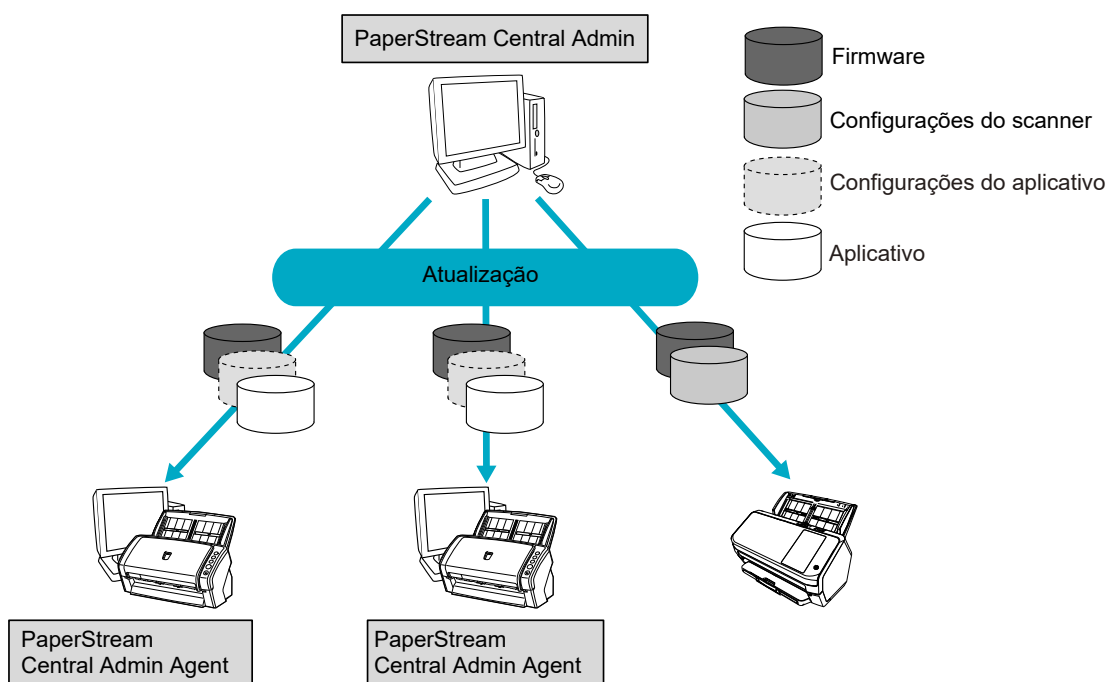 PaperStream Central Admin
Firmware
Configurações do scanner
Configurações do aplicativo
Aplicativo
Atualização
PaperStream
Central Admin Agent
PaperStream
Central Admin Agent